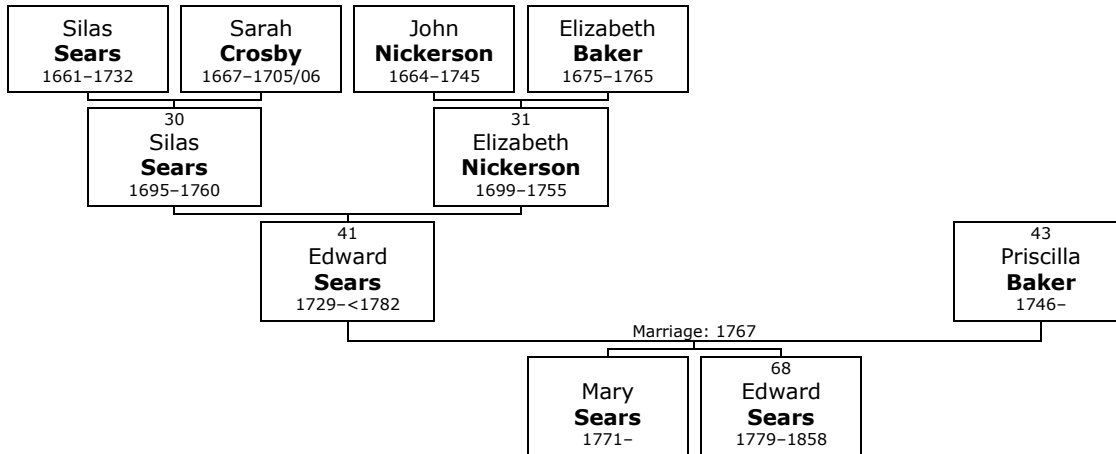 Silas
Sears
1661–1732
Sarah
Crosby
1667–1705/06
John
Nickerson
1664–1745
Elizabeth
Baker
1675–1765
30
Silas
Sears
1695–1760
31
Elizabeth
Nickerson
1699–1755
41
Edward
Sears
1729–<1782
43
Priscilla
Baker
1746–
Marriage: 1767
Mary
Sears
1771–
68
Edward
Sears
1779–1858